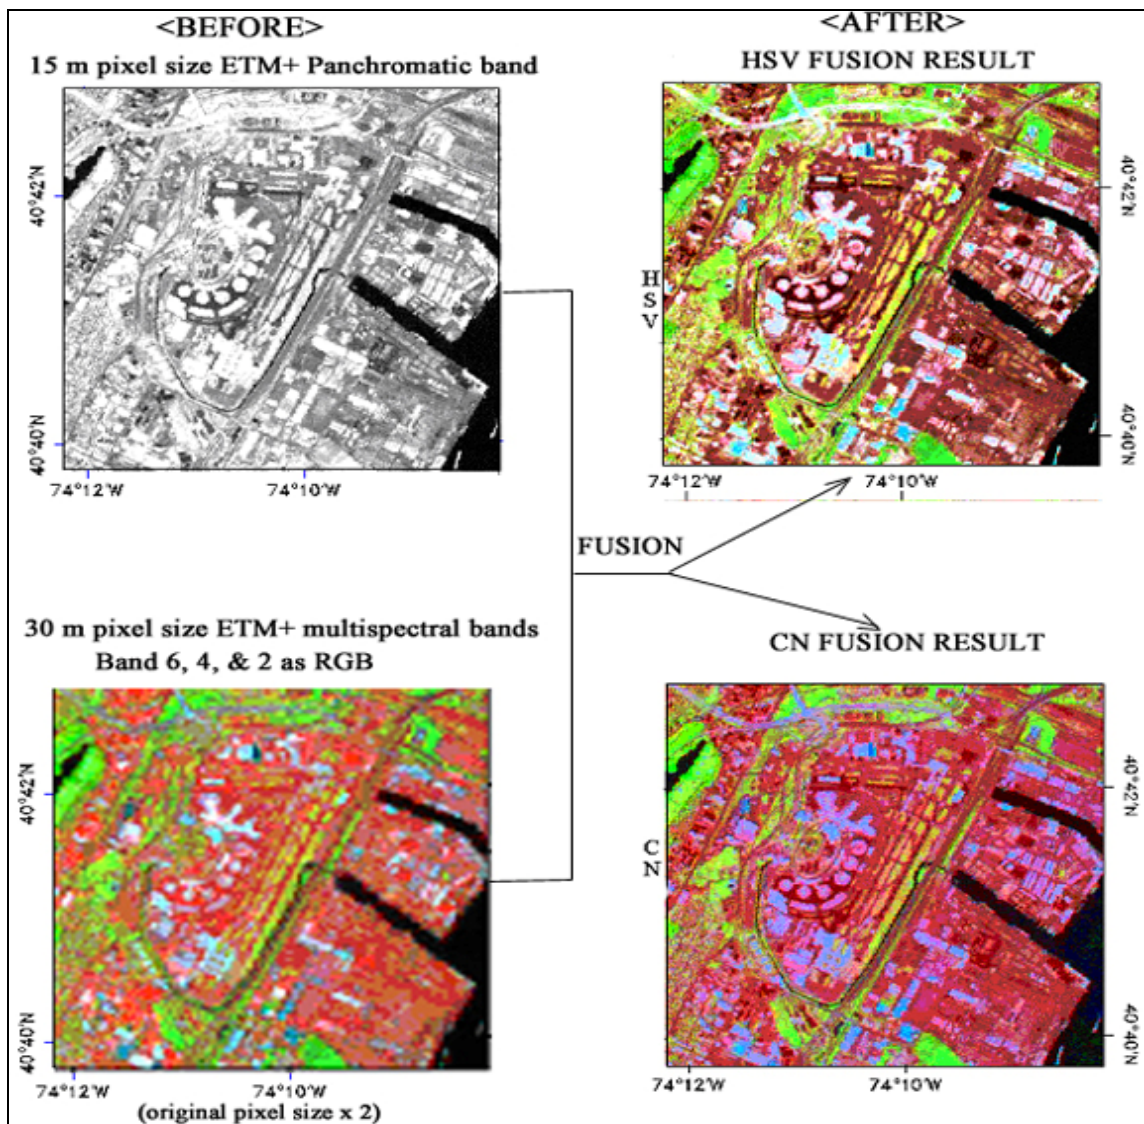 <BEFORE>
15 m pixel size ETM+ Panchromatic band
40°42'N
40°40'N
74°12'W 74°10'W
<AFTER>
HSV FUSION RESULT
HSV
40°42'N
40°40'N
74°12'W 74°10'W
FUSION
30 m pixel size ETM+ multispectral bands
Band 6, 4, & 2 as RGB
40°42'N
40°40'N
74°12'W 74°10'W
(original pixel size x 2)
CN FUSION RESULT
CN
40°42'N
40°40'N
74°12'W 74°10'W